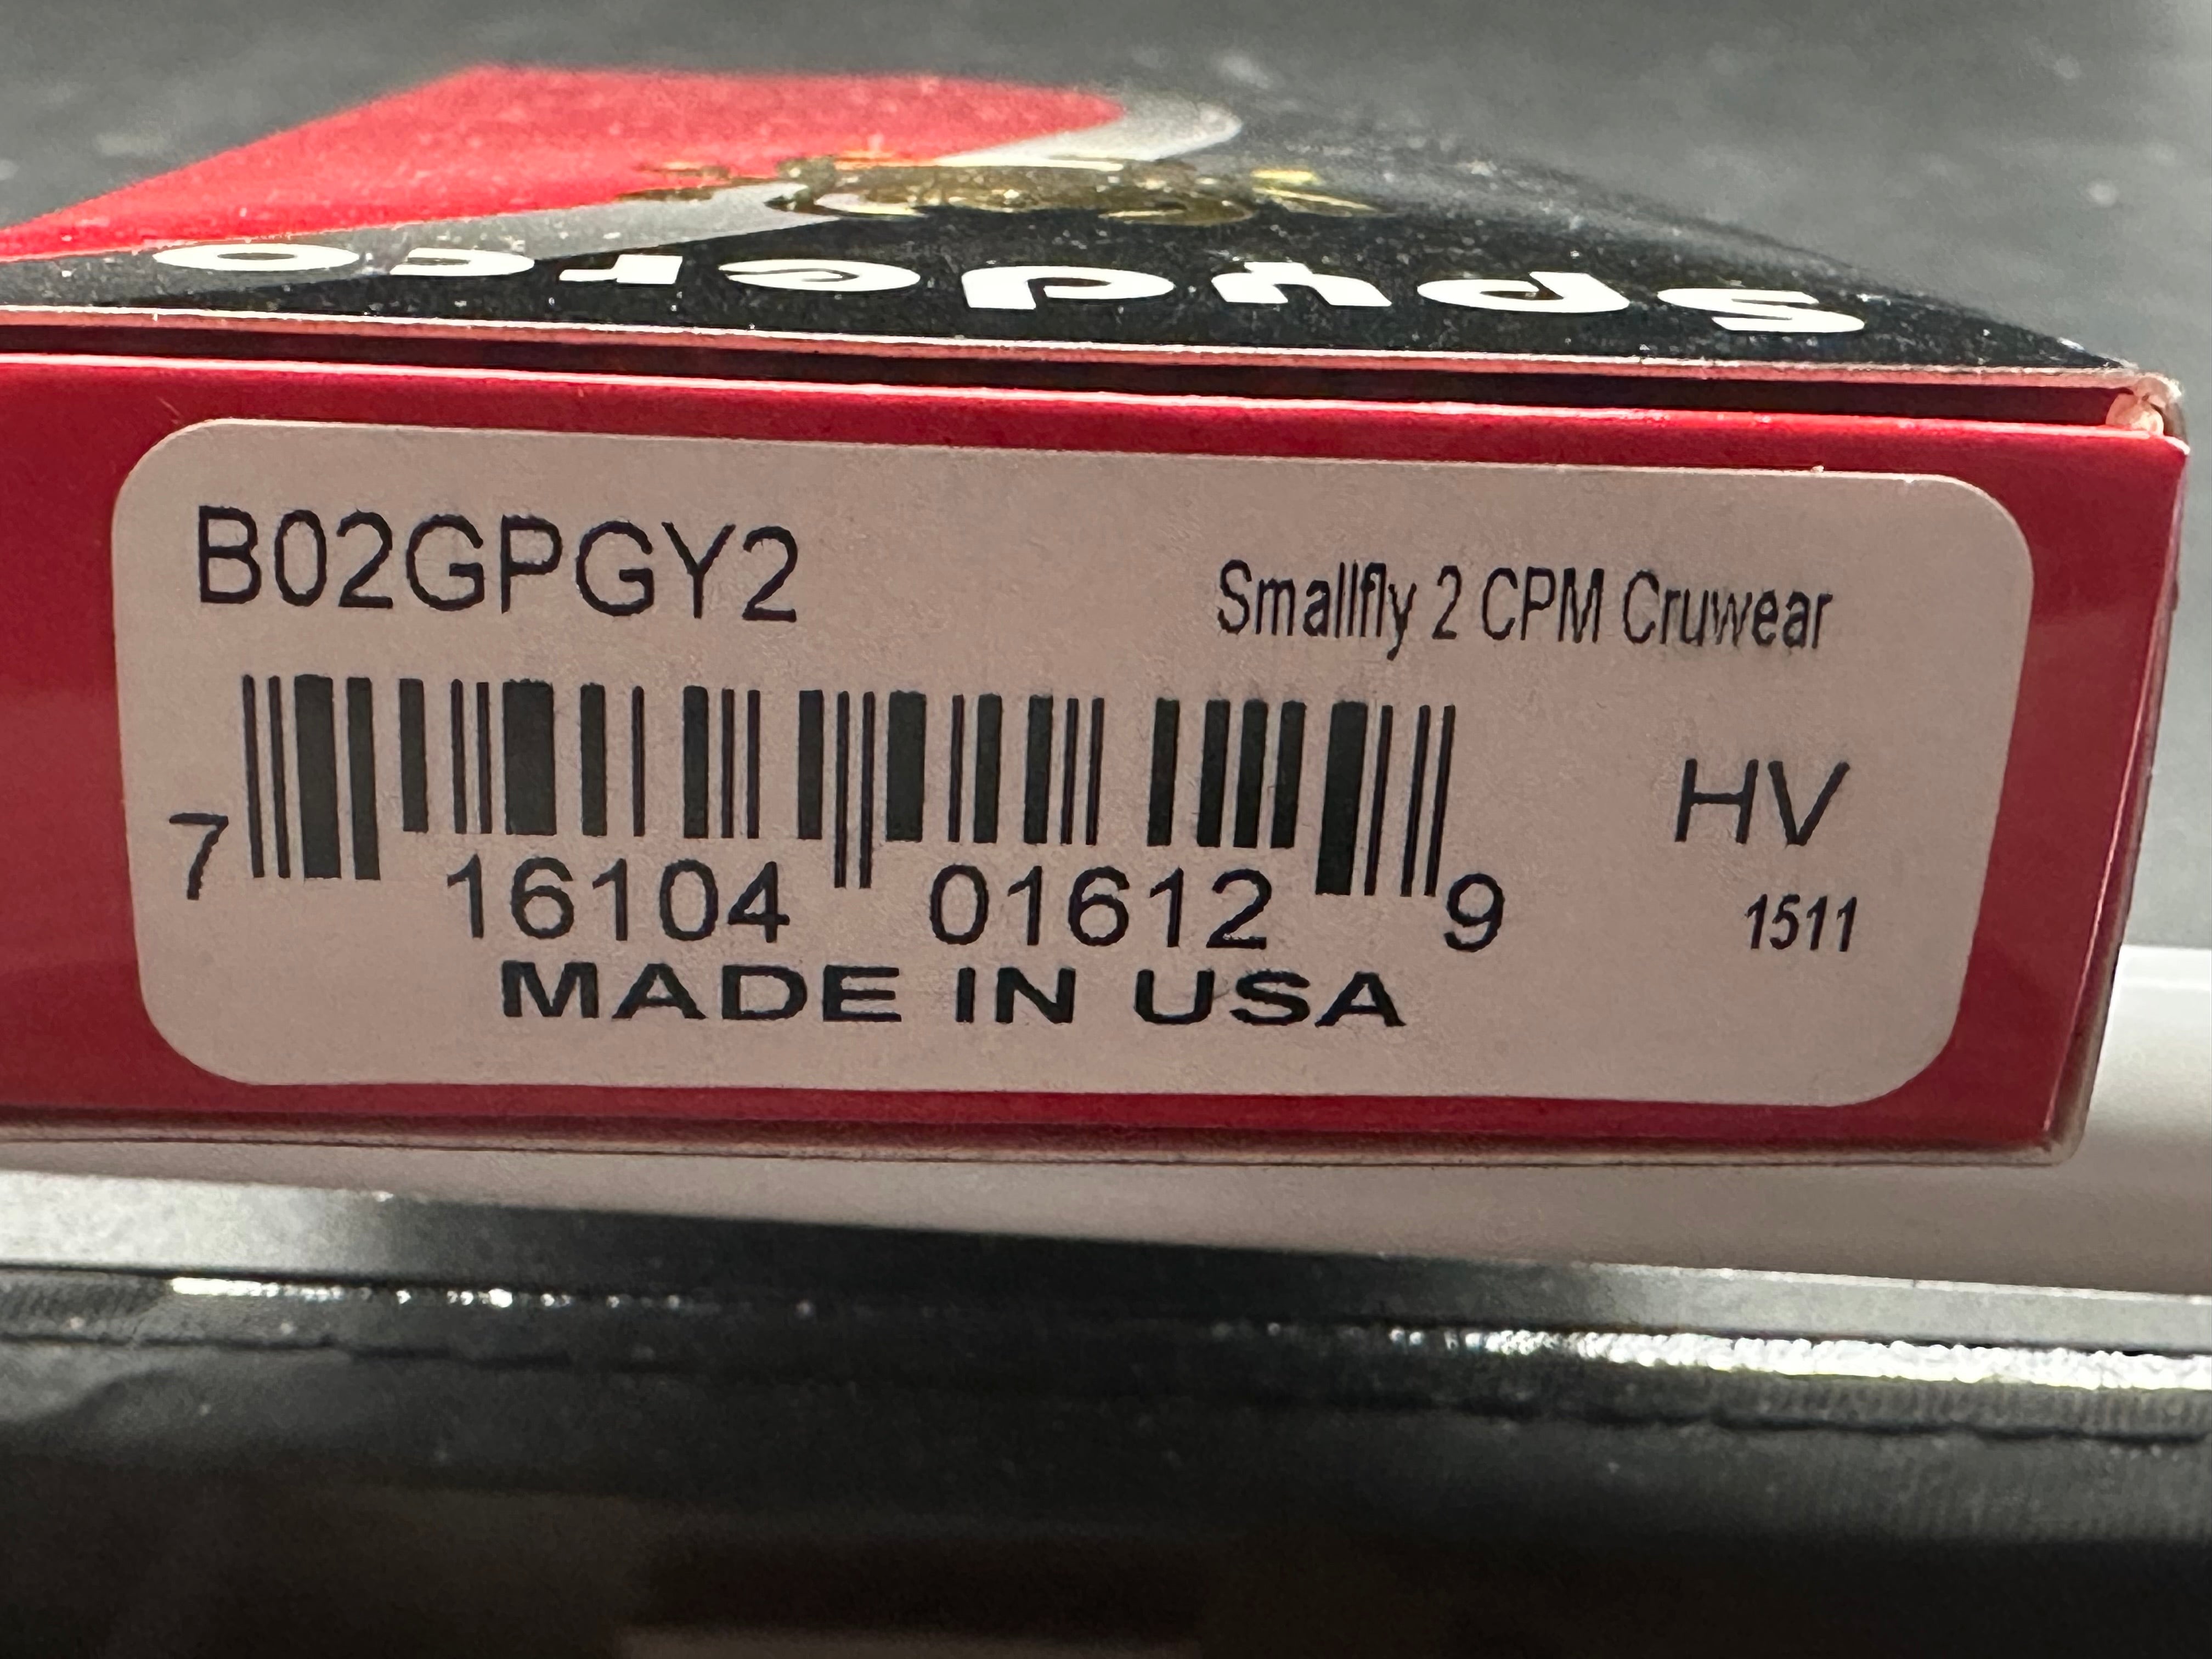 spyderco
B02GPGY2
Smallfly 2 CPM Cruwear
HV
7 16104 01612 9
1511
MADE IN USA